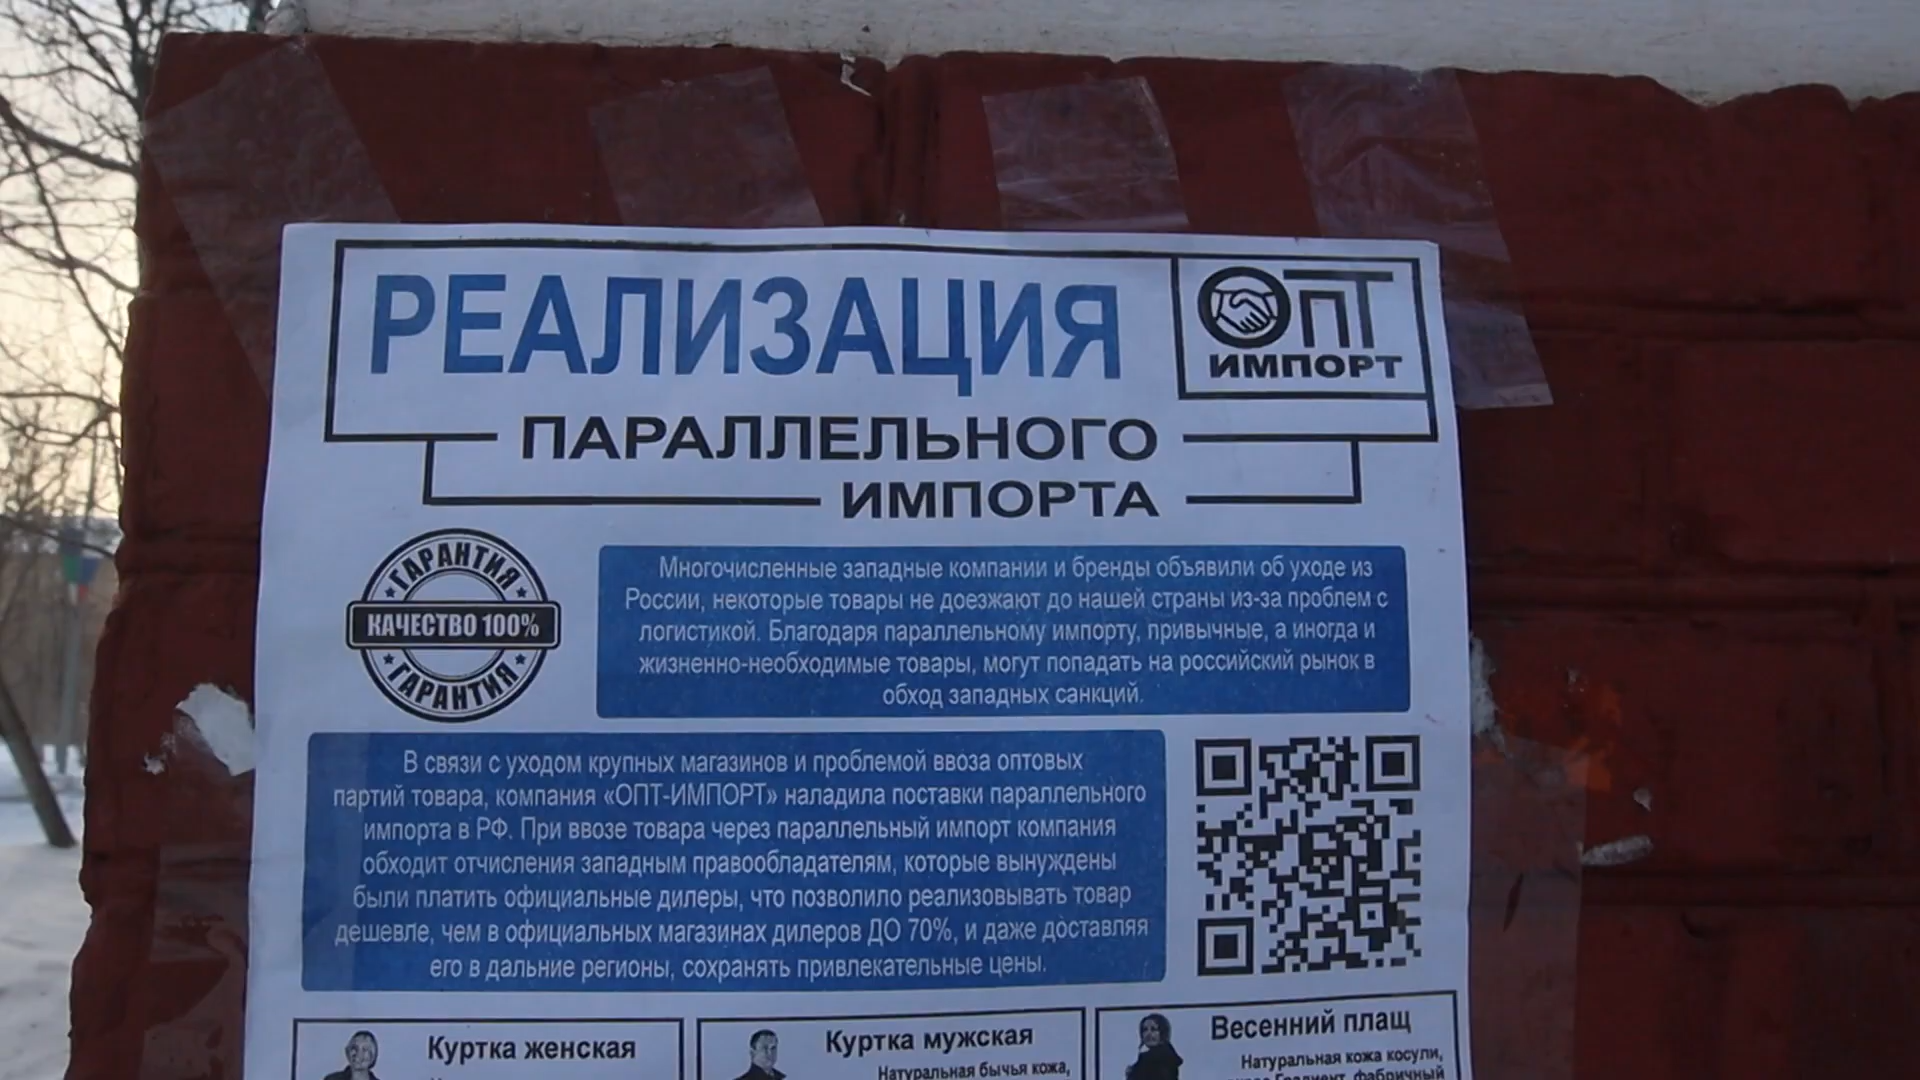 РЕАЛИЗАЦИЯ
ОПТ
ИМПОРТ
ПАРАЛЛЕЛЬНОГО
ИМПОРТА
ГАРАНТИЯ
КАЧЕСТВО 100%
ГАРАНТИЯ
Многочисленные западные компании и бренды объявили об уходе из
России, некоторые товары не доезжают до нашей страны из-за проблем с
логистикой. Благодаря параллельному импорту, привычные, а иногда и
жизненно-необходимые товары, могут попадать на российский рынок в
обход западных санкций.
В связи с уходом крупных магазинов и проблемой ввоза оптовых
партий товара, компания «ОПТ-ИМПОРТ» наладила поставки параллельного
импорта в РФ. При ввозе товара через параллельный импорт компания
обходит отчисления западным правообладателям, которые вынуждены
были платить официальные дилеры, что позволило реализовывать товар
дешевле, чем в официальных магазинах дилеров ДО 70%, и даже доставляя
его в дальние регионы, сохранять привлекательные цены.
Куртка женская
Куртка мужская
Натуральная бычья кожа,
Весенний плащ
Натуральная кожа косули,
фабричный